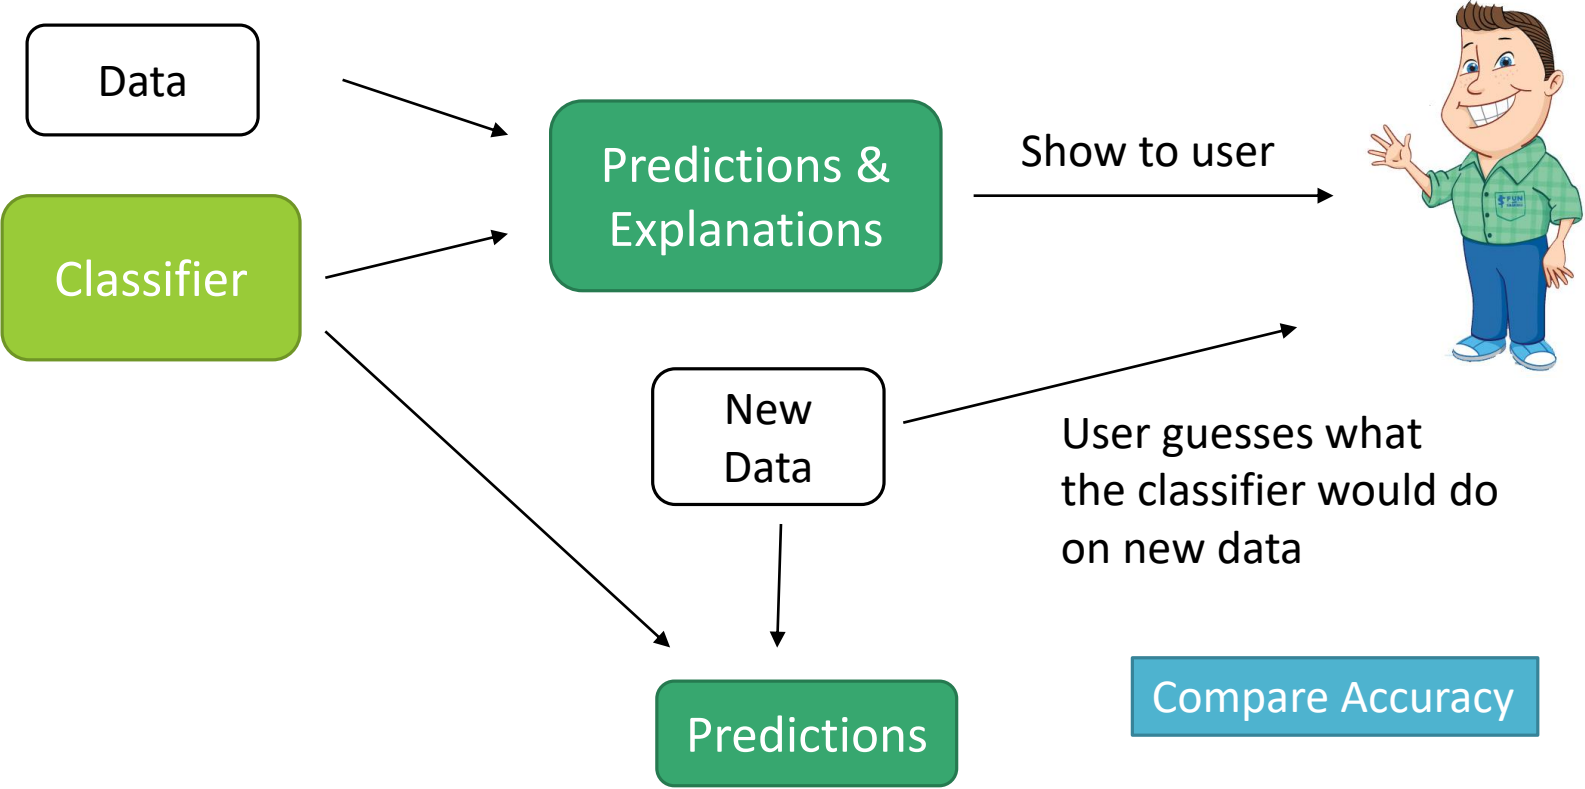 Data
Classifier
Predictions &
Explanations
Show to user
FUN
New
Data
User guesses what
the classifier would do
on new data
Predictions
Compare Accuracy